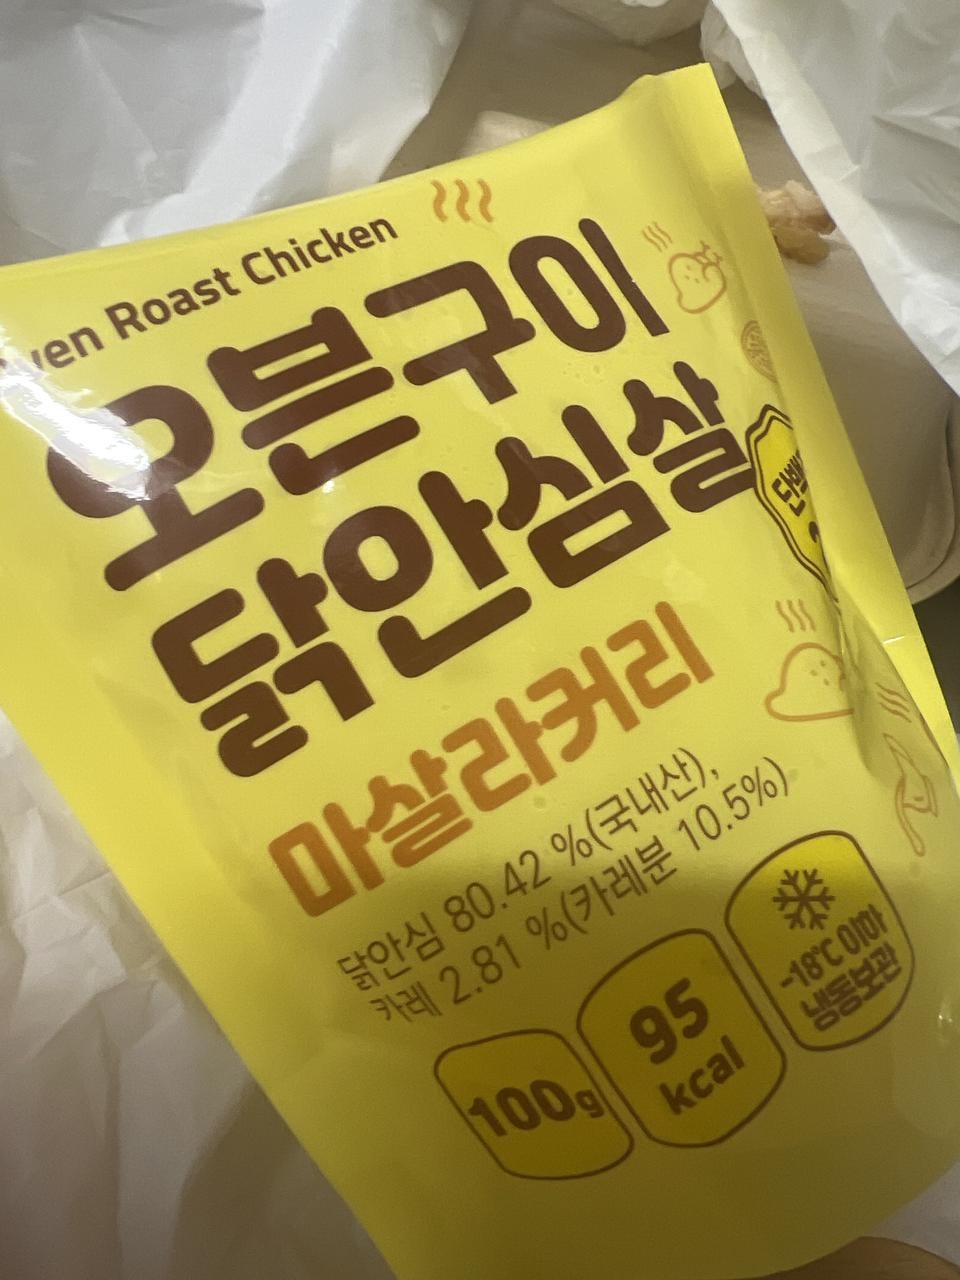 Roast Chicken
오븐구이
닭안심살
마살라커리
닭안심 80.42 %(국내산),
카레 2.81 %(카레분 10.5%)
100g
95
kcal
-18℃ 이하
냉동보관